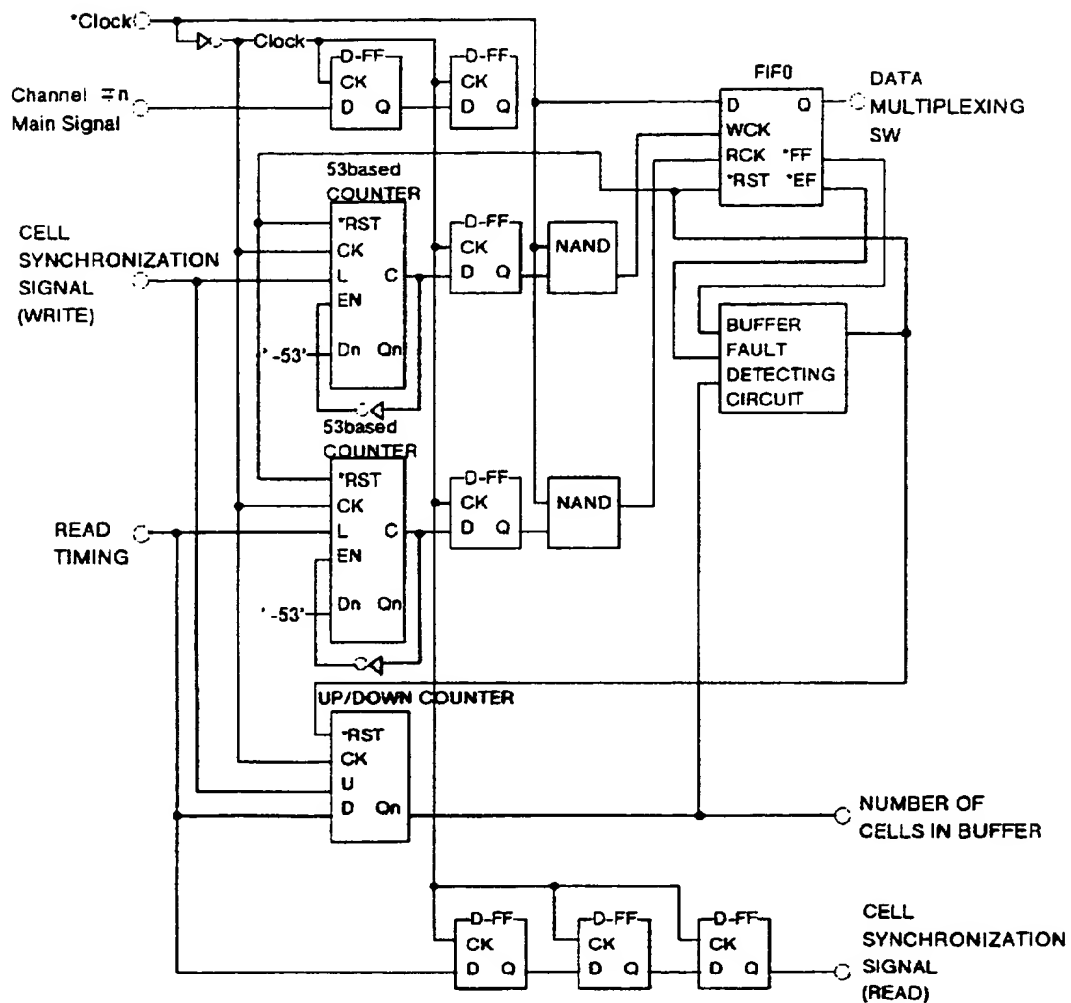 *Clock
Clock
D-FF
CK
D Q
D-FF
CK
D Q
Channel #n
Main Signal
FIFO
D Q
WCK
RCK *FF
*RST *EF
DATA
MULTIPLEXING
SW
53based
COUNTER
*RST
CK
L C
EN
Dn Qn
'-53'
CELL
SYNCHRONIZATION
SIGNAL
(WRITE)
D-FF
CK
D Q
NAND
BUFFER
FAULT
DETECTING
CIRCUIT
53based
COUNTER
*RST
CK
L C
EN
Dn Qn
'-53'
READ
TIMING
D-FF
CK
D Q
NAND
UP/DOWN COUNTER
*RST
CK
U
D Qn
NUMBER OF
CELLS IN BUFFER
D-FF
CK
D Q
D-FF
CK
D Q
D-FF
CK
D Q
CELL
SYNCHRONIZATION
SIGNAL
(READ)